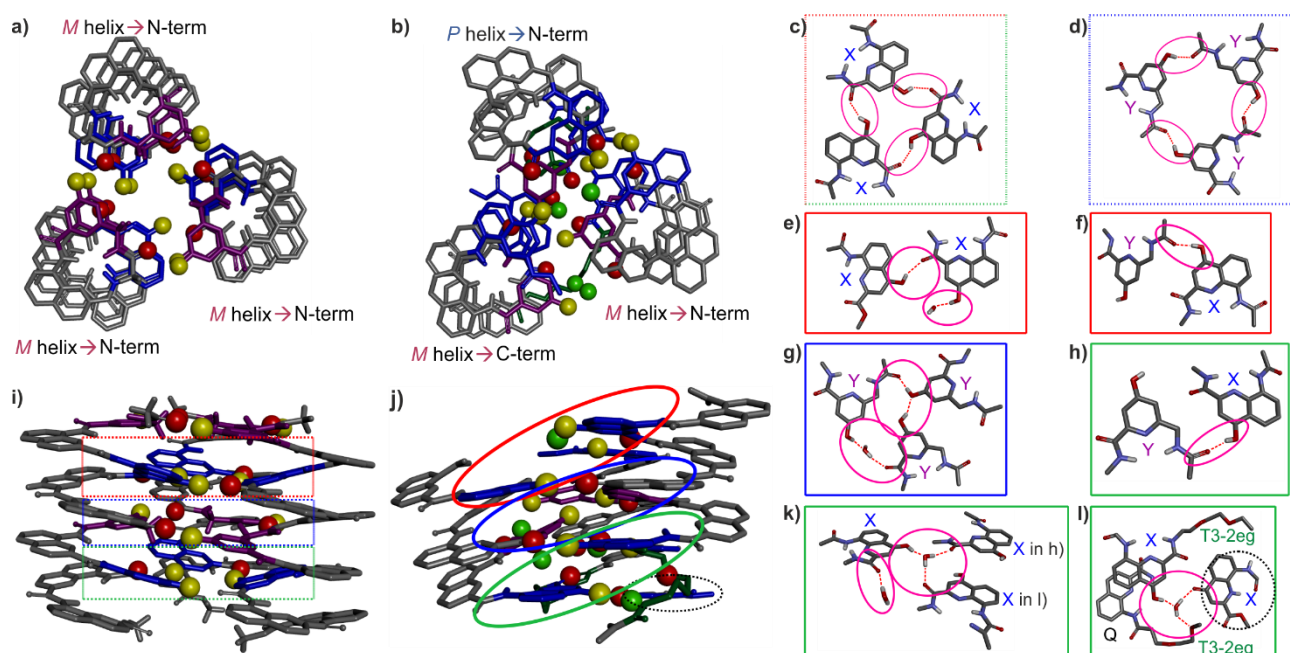 a)
M helix→N-term
M helix→N-term
M helix→N-term
b)
P helix→N-term
M helix→N-term
M helix→C-term
c)
X
X
X
d)
Y
Y
Y
e)
X
X
f)
Y
X
g)
Y
Y
Y
h)
X
Y
i)
j)
k)
X
X in h)
X in l)
l)
X
T3-2eg
X
Q
T3-2eg